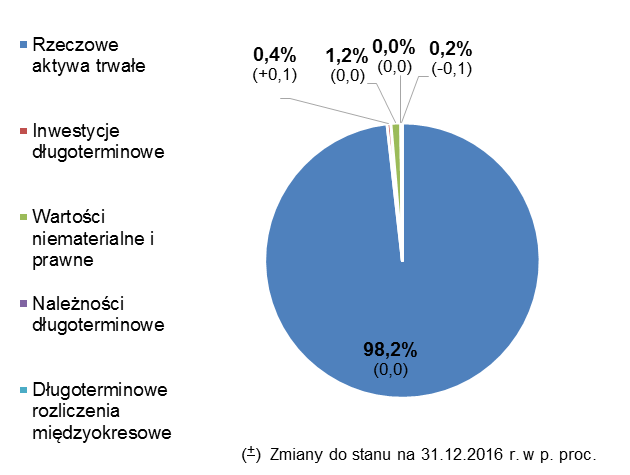 Rzeczowe
aktywa trwałe
Inwestycje
długoterminowe
Wartości
niematerialne i
prawne
Należności
długoterminowe
Długoterminowe
rozliczenia
międzyokresowe
0,4%
(+0,1)
1,2%
(0,0)
0,0%
(0,0)
0,2%
(-0,1)
98,2%
(0,0)
(±) Zmiany do stanu na 31.12.2016 r. w p. proc.